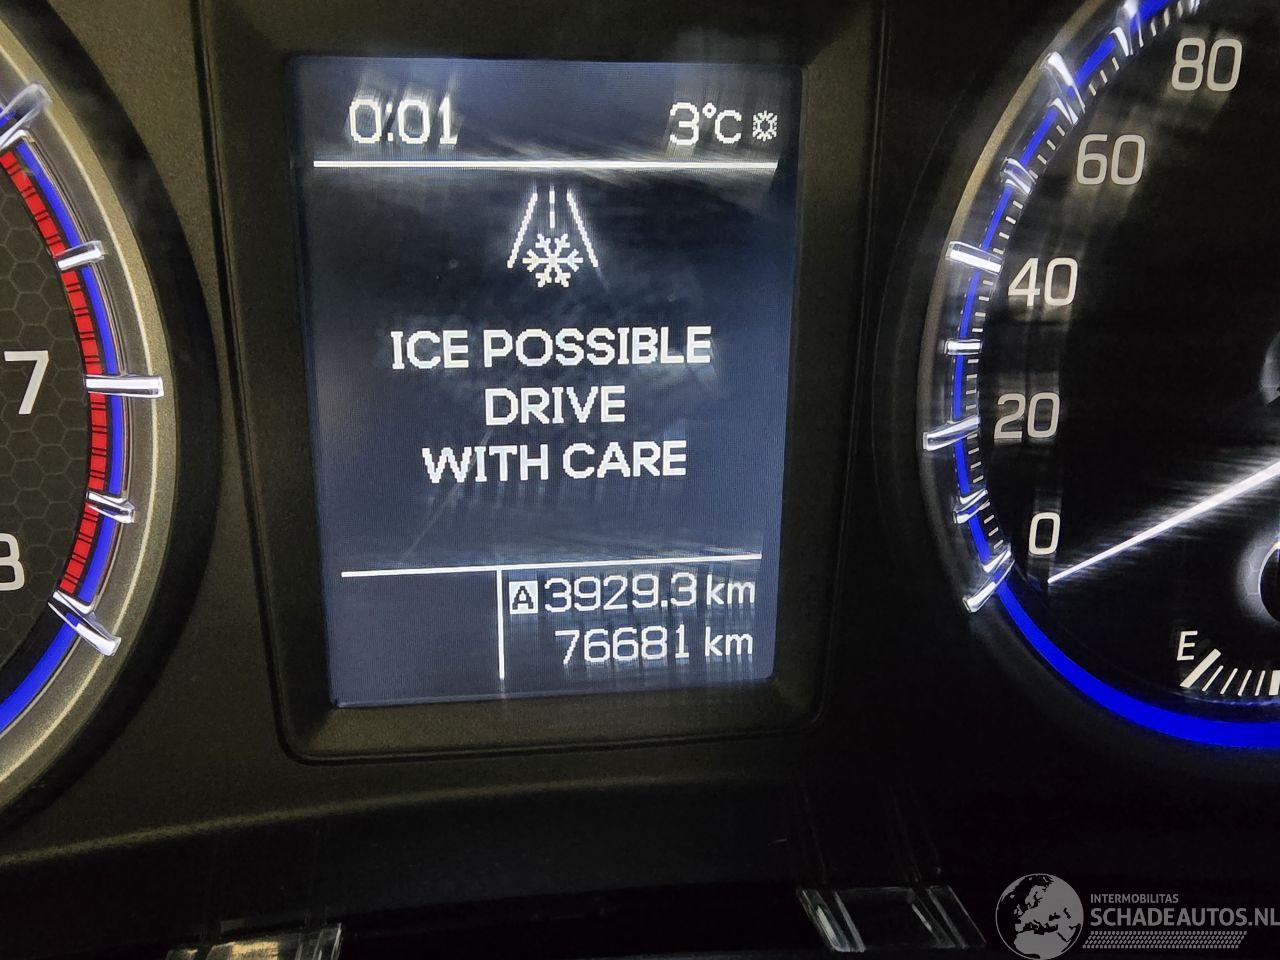 0:01 3°C
ICE POSSIBLE
DRIVE
WITH CARE
A 3929.3 km
76681 km
7
8
80
60
40
20
0
E
INTERMOBILITAS
SCHADEAUTOS.NL